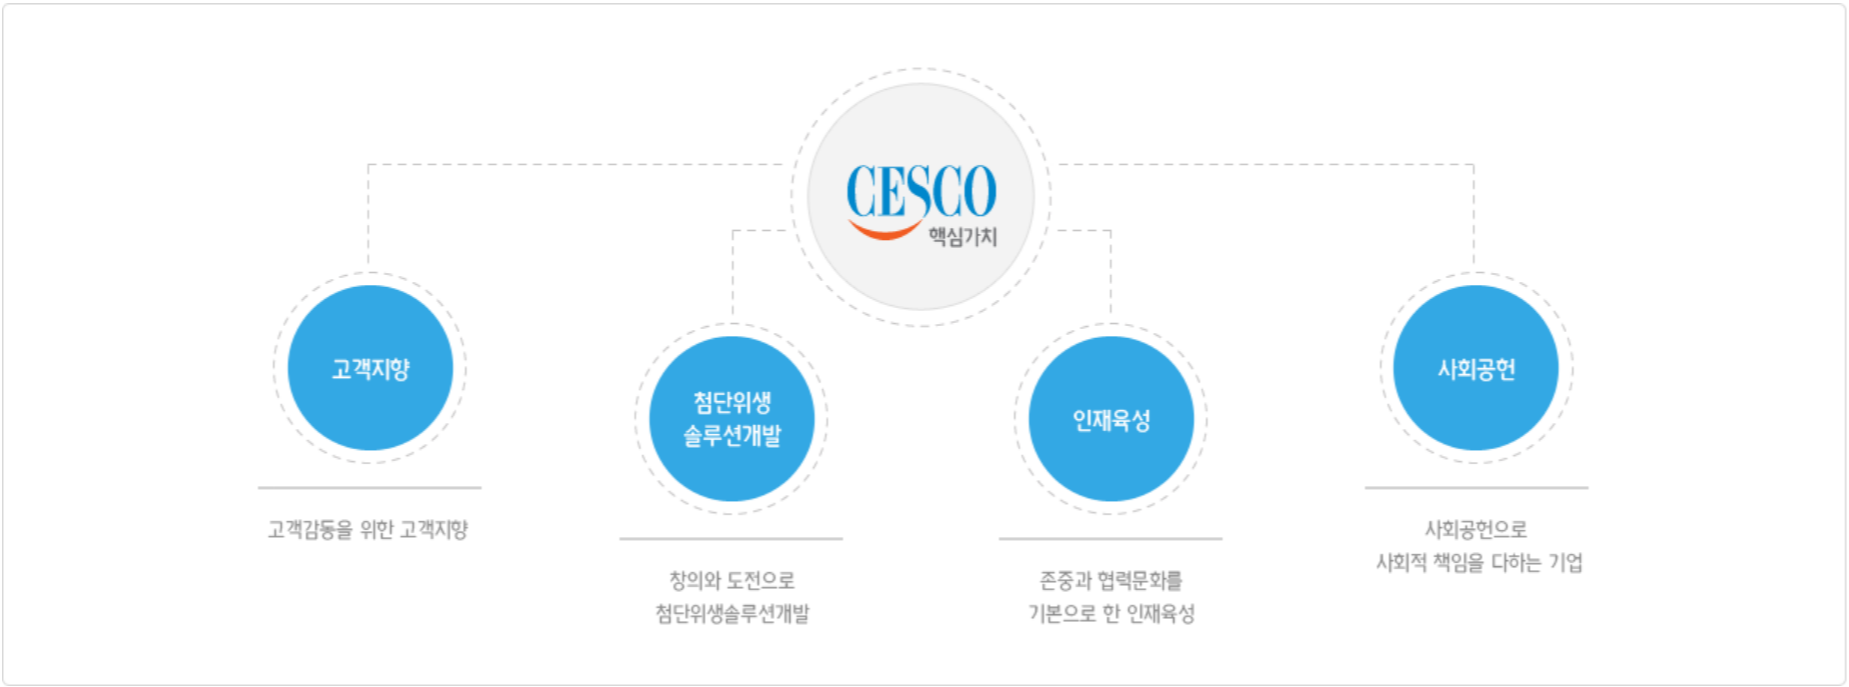 CESCO
핵심가치
고객지향
고객감동을 위한 고객지향
첨단위생
솔루션개발
창의와 도전으로
첨단위생솔루션개발
인재육성
존중과 협력문화를
기본으로 한 인재육성
사회공헌
사회공헌으로
사회적 책임을 다하는 기업